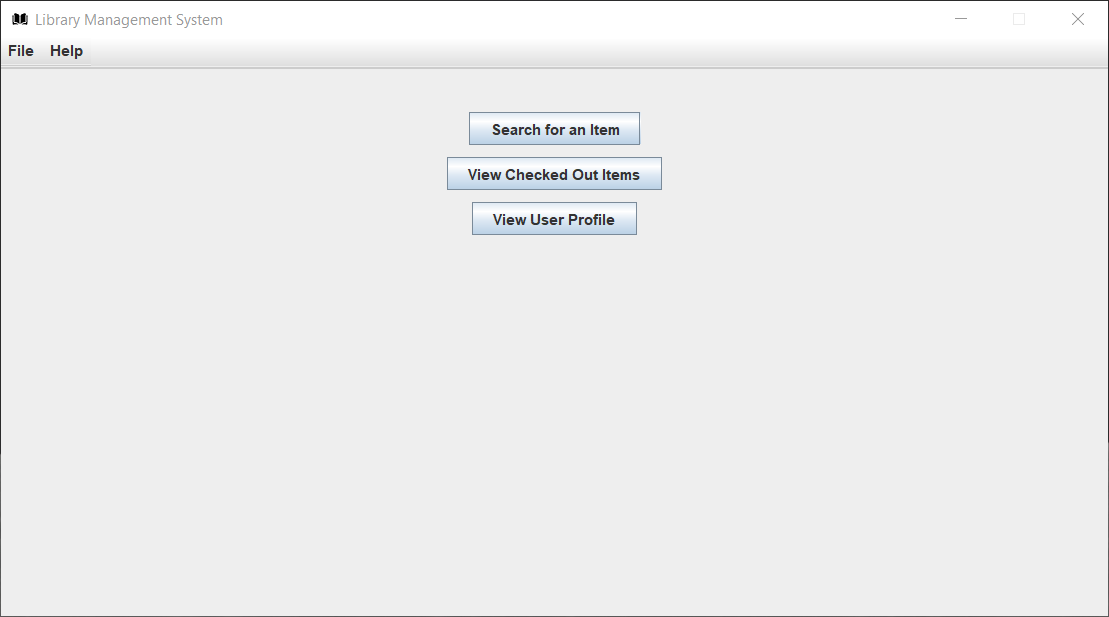 Library Management System
File Help
Search for an Item
View Checked Out Items
View User Profile